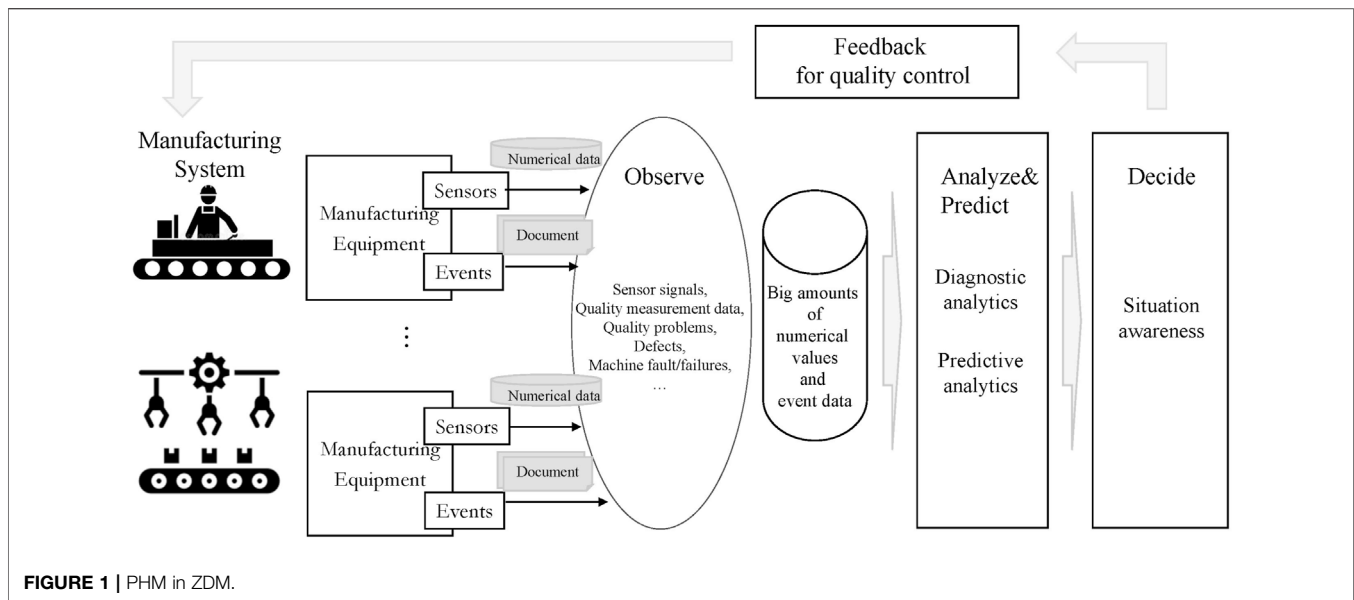 Feedback
for quality control
Manufacturing
System
Manufacturing
Equipment
Sensors
Numerical data
Document
Events
⋮
Manufacturing
Equipment
Sensors
Numerical data
Document
Events
Observe
Sensor signals,
Quality measurement data,
Quality problems,
Defects,
Machine fault/failures,
…
Big amounts
of
numerical
values
and
event data
Analyze&
Predict
Diagnostic
analytics
Predictive
analytics
Decide
Situation
awareness
FIGURE 1 | PHM in ZDM.